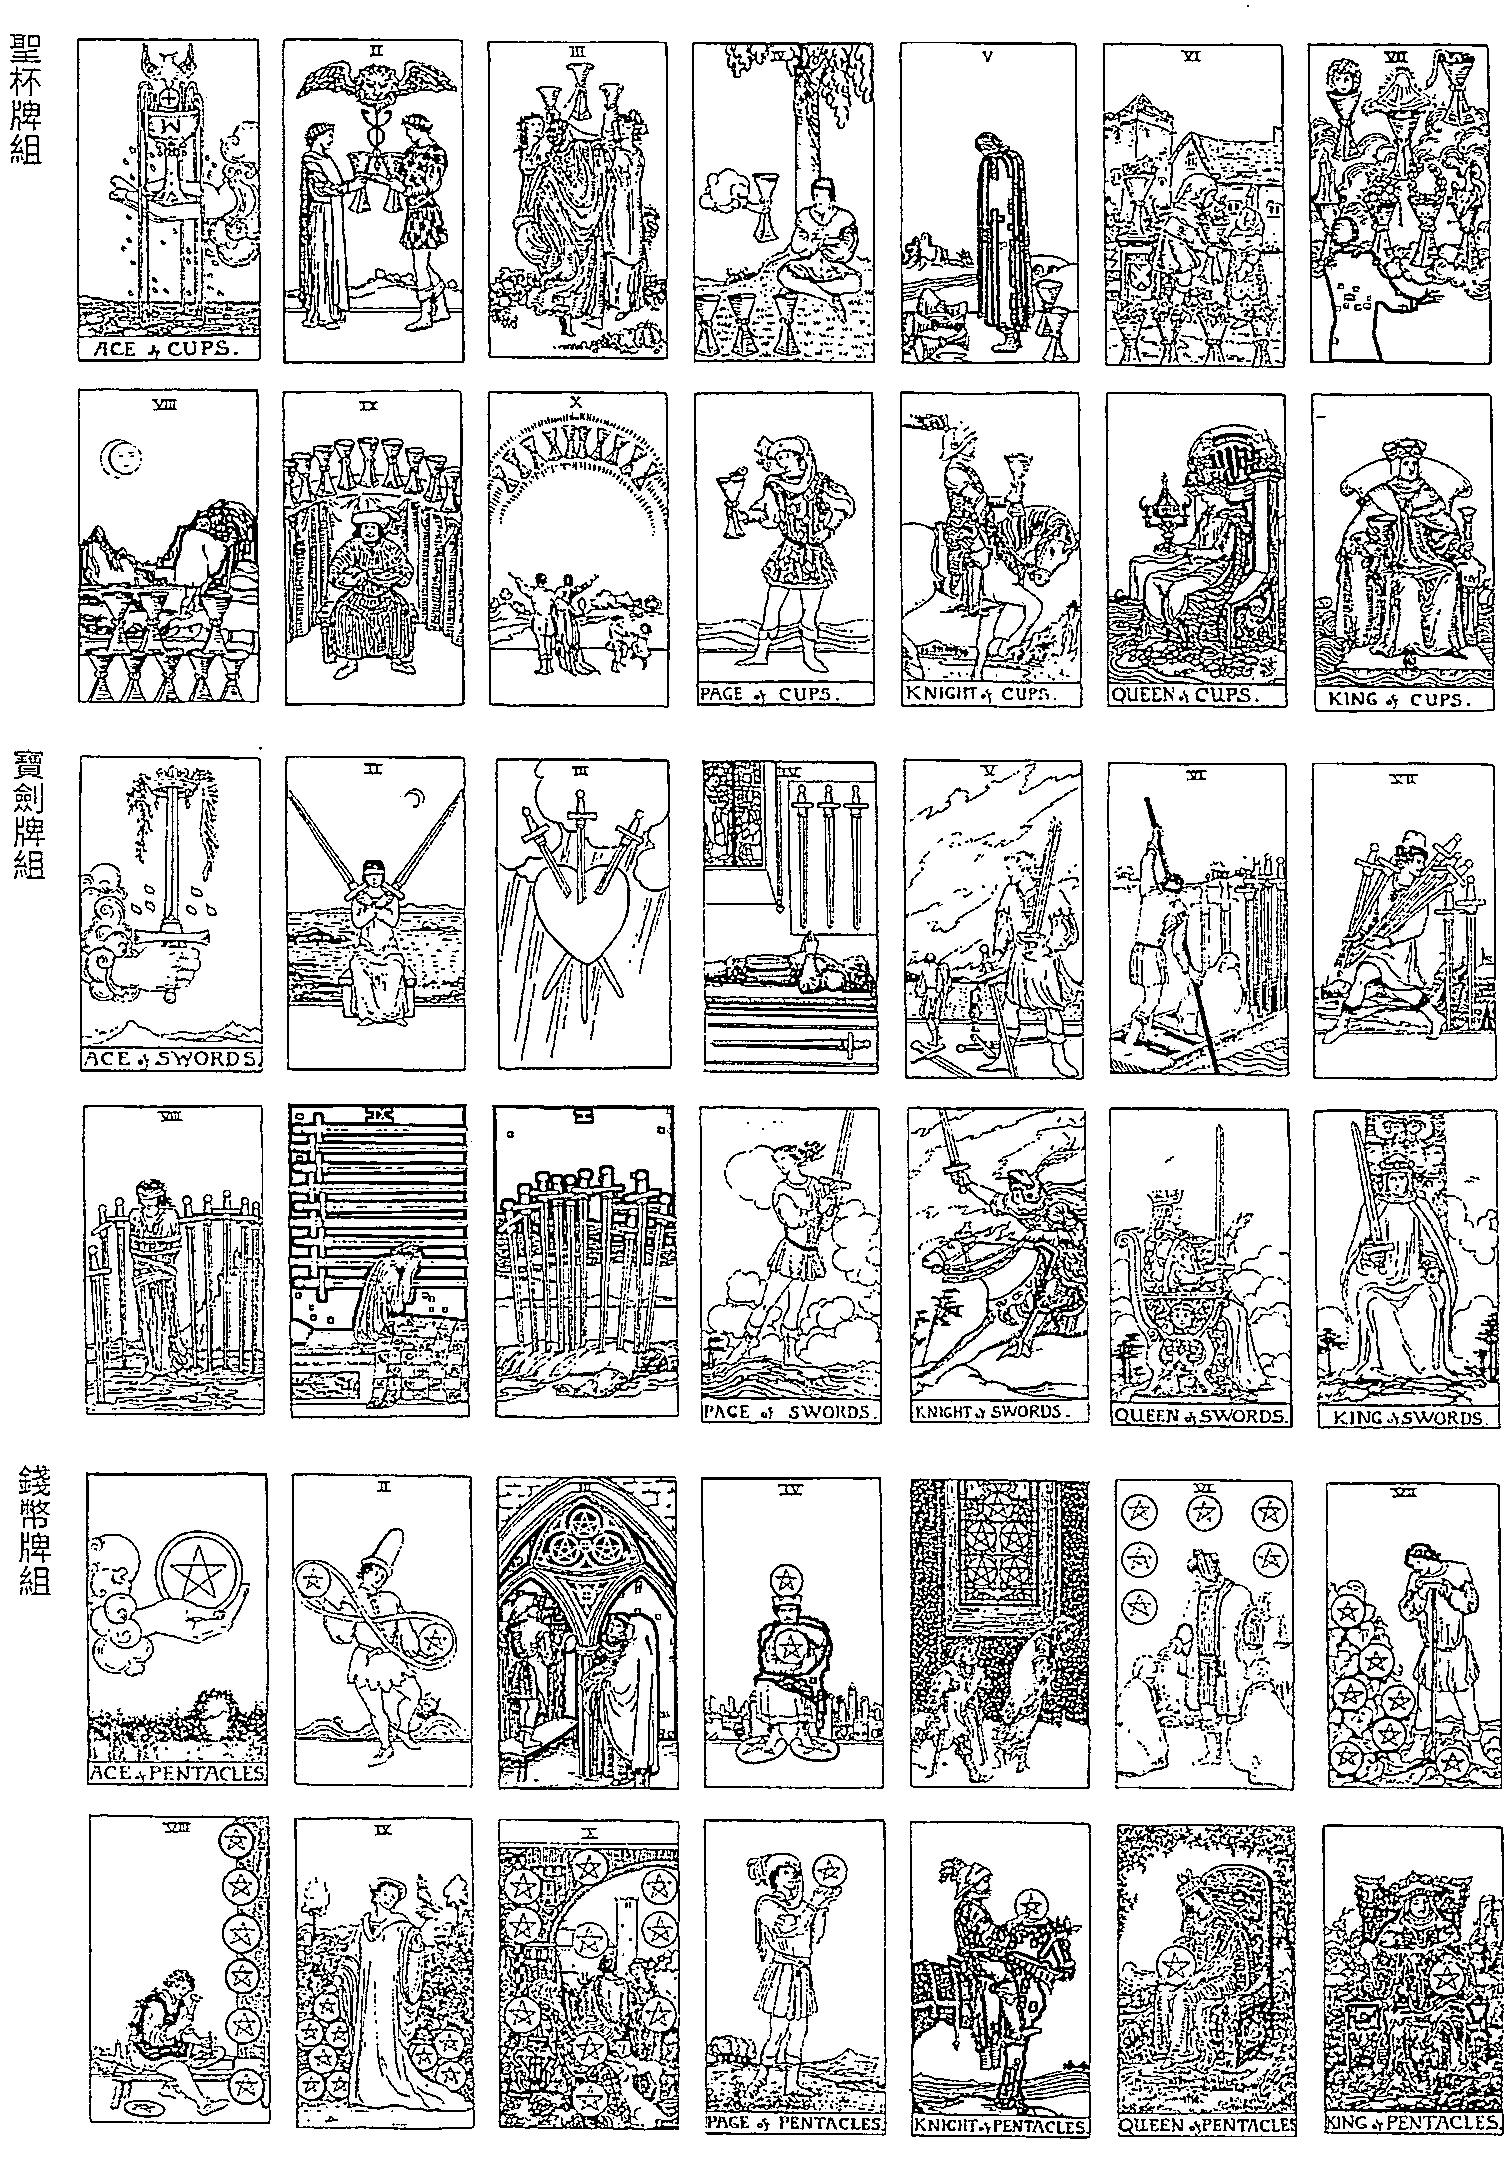 聖杯牌組
ACE of CUPS.
II
III
IV
V
VI
VII
VIII
IX
X
PAGE of CUPS.
KNIGHT of CUPS.
QUEEN of CUPS.
KING of CUPS.
寶劍牌組
ACE of SWORDS.
II
III
IV
V
VI
VII
VIII
IX
X
PAGE of SWORDS.
KNIGHT of SWORDS.
QUEEN of SWORDS.
KING of SWORDS.
錢幣牌組
ACE of PENTACLES
II
III
IV
VI
VII
VIII
IX
X
PAGE of PENTACLES
KNIGHT of PENTACLES.
QUEEN of PENTACLES
KING of PENTACLES.